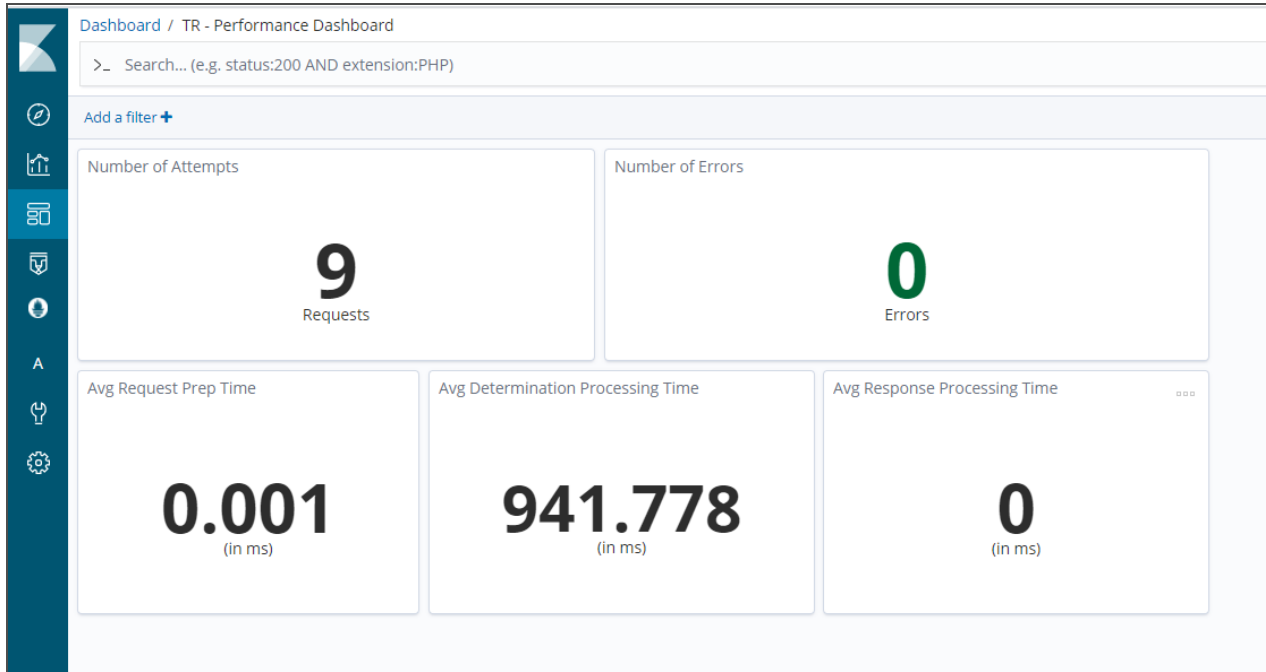 Dashboard / TR - Performance Dashboard
>_ Search... (e.g. status:200 AND extension:PHP)
Add a filter +
Number of Attempts
9
Requests
Number of Errors
0
Errors
A
Avg Request Prep Time
0.001
(in ms)
Avg Determination Processing Time
941.778
(in ms)
Avg Response Processing Time
0
(in ms)